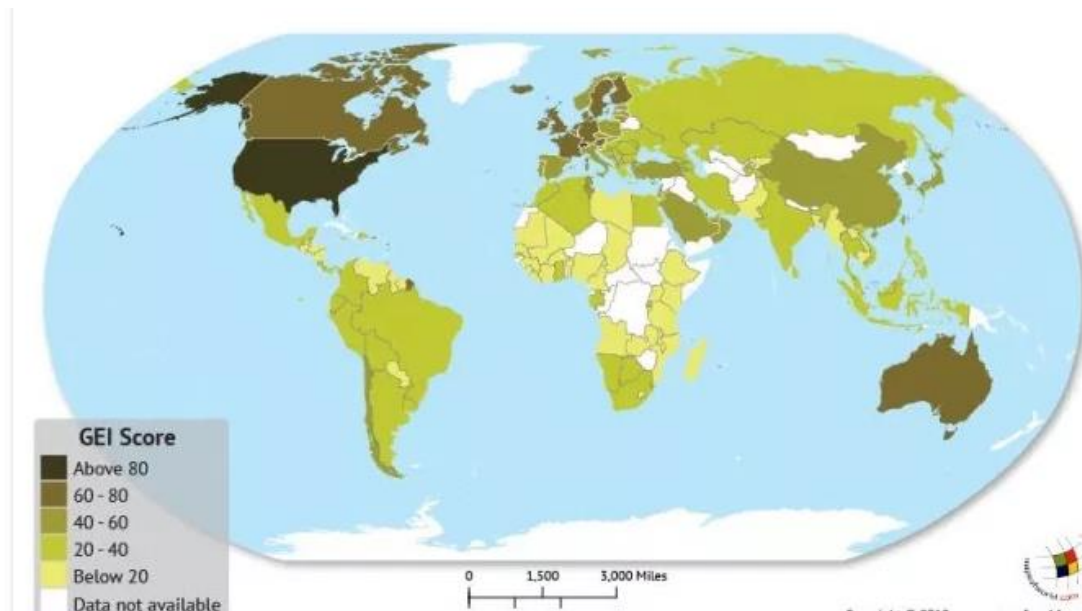 GEI Score
Above 80
60 - 80
40 - 60
20 - 40
Below 20
Data not available
0 1,500 3,000 Miles